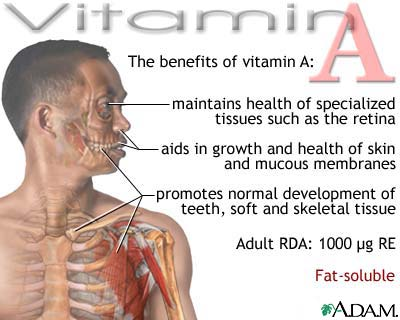 Vitamin A
The benefits of vitamin A:
maintains health of specialized
tissues such as the retina
aids in growth and health of skin
and mucous membranes
promotes normal development of
teeth, soft and skeletal tissue
Adult RDA: 1000 µg RE
Fat-soluble
A.D.A.M.